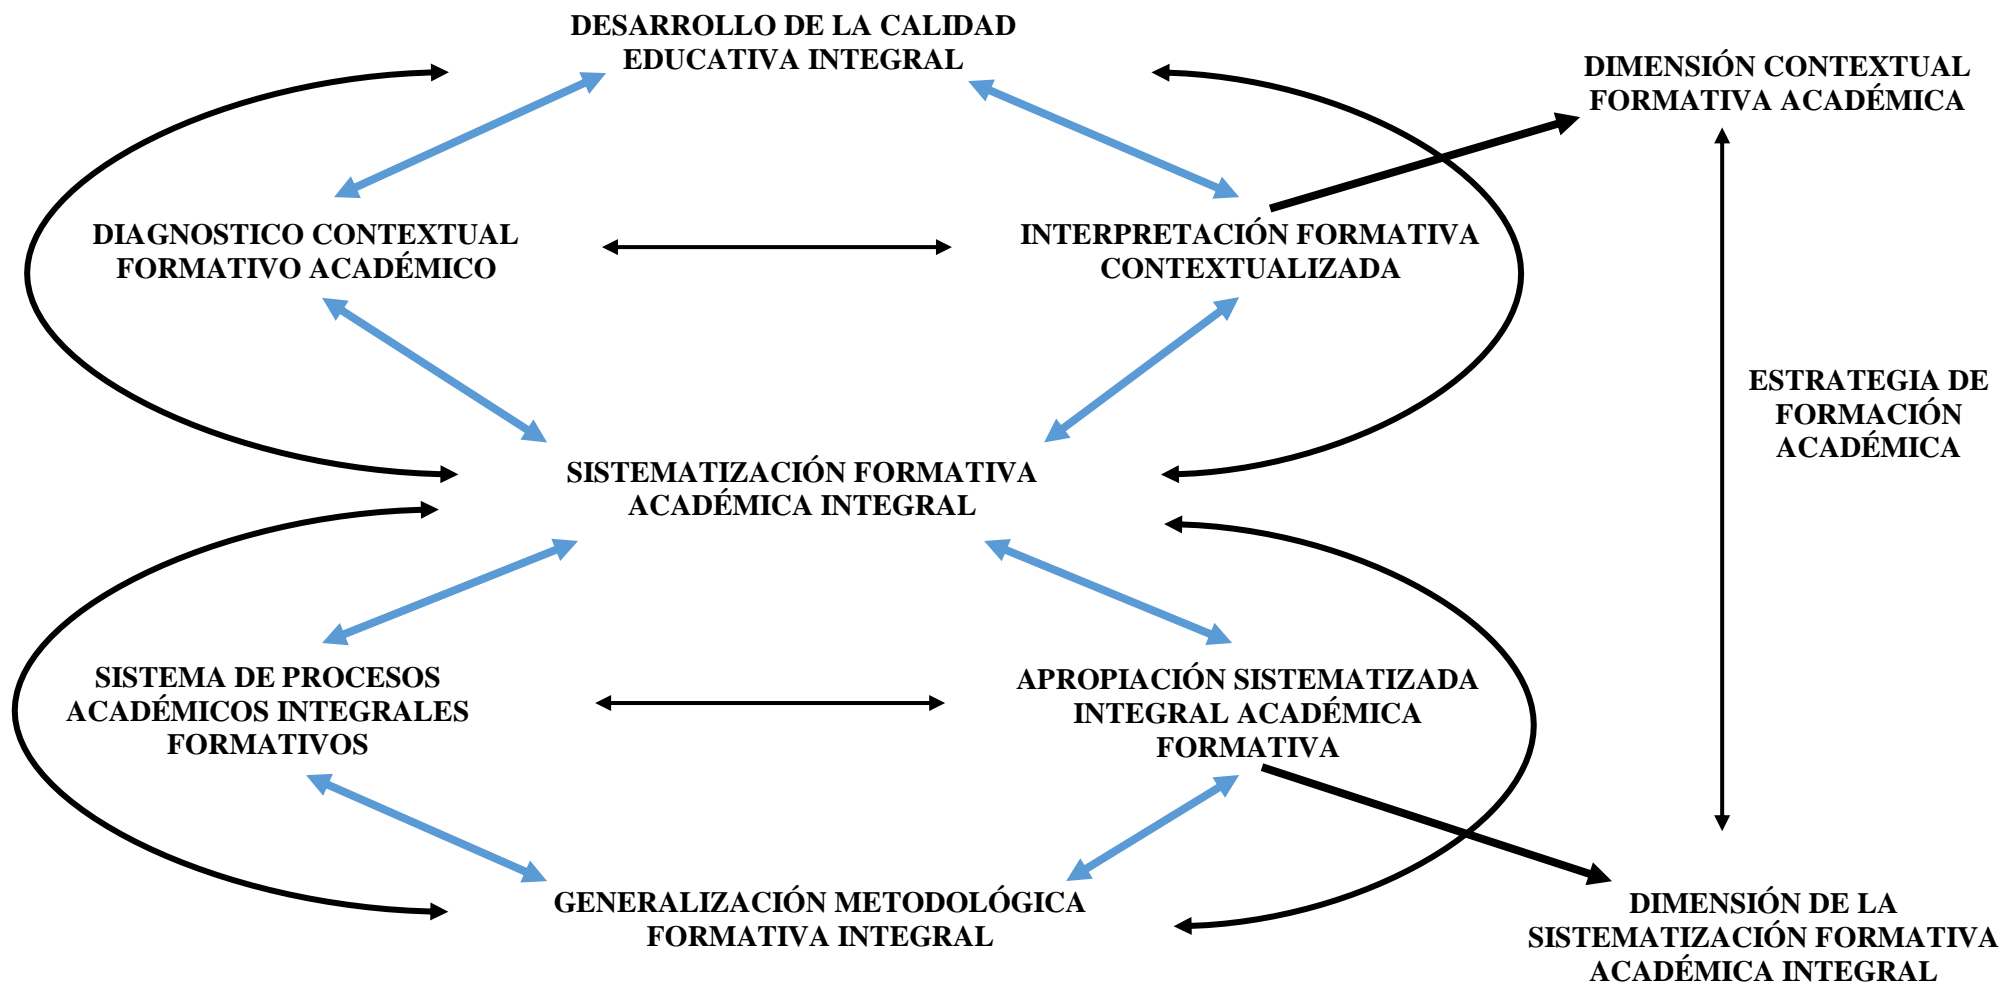 DESARROLLO DE LA CALIDAD
EDUCATIVA INTEGRAL
DIMENSIÓN CONTEXTUAL
FORMATIVA ACADÉMICA
DIAGNOSTICO CONTEXTUAL
FORMATIVO ACADÉMICO
INTERPRETACIÓN FORMATIVA
CONTEXTUALIZADA
ESTRATEGIA DE
FORMACIÓN
ACADÉMICA
SISTEMATIZACIÓN FORMATIVA
ACADÉMICA INTEGRAL
SISTEMA DE PROCESOS
ACADÉMICOS INTEGRALES
FORMATIVOS
APROPIACIÓN SISTEMATIZADA
INTEGRAL ACADÉMICA
FORMATIVA
GENERALIZACIÓN METODOLÓGICA
FORMATIVA INTEGRAL
DIMENSIÓN DE LA
SISTEMATIZACIÓN FORMATIVA
ACADÉMICA INTEGRAL